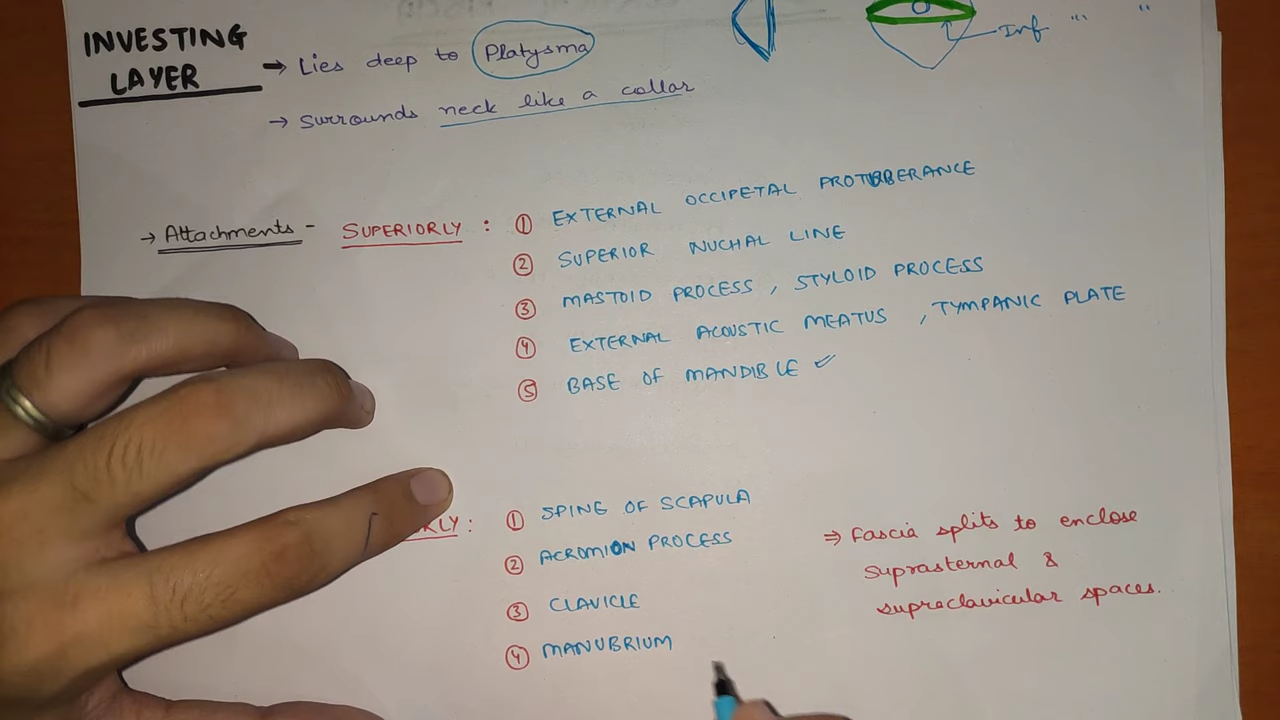 INVESTING LAYER
→ Lies deep to Platysma
→ Surrounds neck like a collar
Inf " "
→ Attachments - SUPERIORLY : ① EXTERNAL OCCIPETAL PROTUBERANCE
② SUPERIOR NUCHAL LINE
③ MASTOID PROCESS , STYLOID PROCESS
④ EXTERNAL ACOUSTIC MEATUS , TYMPANIC PLATE
⑤ BASE OF MANDIBLE ✓
RLY : ① SPINE OF SCAPULA
② ACROMION PROCESS
③ CLAVICLE
④ MANUBRIUM
⇒ Fascia splits to enclose
suprasternal &
supraclavicular spaces.